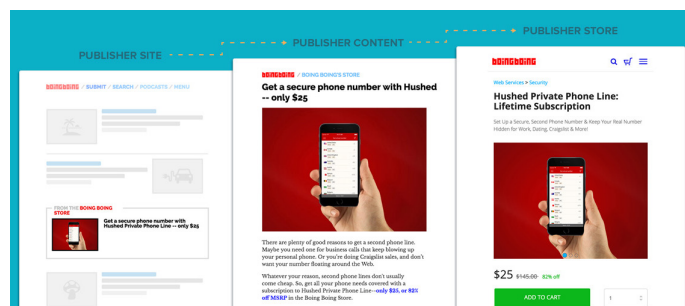 PUBLISHER SITE
PUBLISHER CONTENT
PUBLISHER STORE
boingboing / SUBMIT / SEARCH / PODCASTS / MENU
FROM THE BOING BOING
STORE
Get a secure phone number with
Hushed Private Phone Line -- only $25
boingboing / BOING BOING'S STORE
Get a secure phone number with Hushed
-- only $25
There are plenty of good reasons to get a second phone line.
Maybe you need one for business calls that keep blowing up
your personal phone. Or you're doing Craigslist sales, and don't
want your number floating around the Web.
Whatever your reason, second phone lines don't usually
come cheap. So, get all your phone needs covered with a
subscription to Hushed Private Phone Line--only $25, or 82%
off MSRP in the Boing Boing Store.
boingboing
Web Services > Security
Hushed Private Phone Line:
Lifetime Subscription
Set Up a Secure, Second Phone Number & Keep Your Real Number
Hidden for Work, Dating, Craigslist & More!
$25 $145.00 82% off
ADD TO CART
1